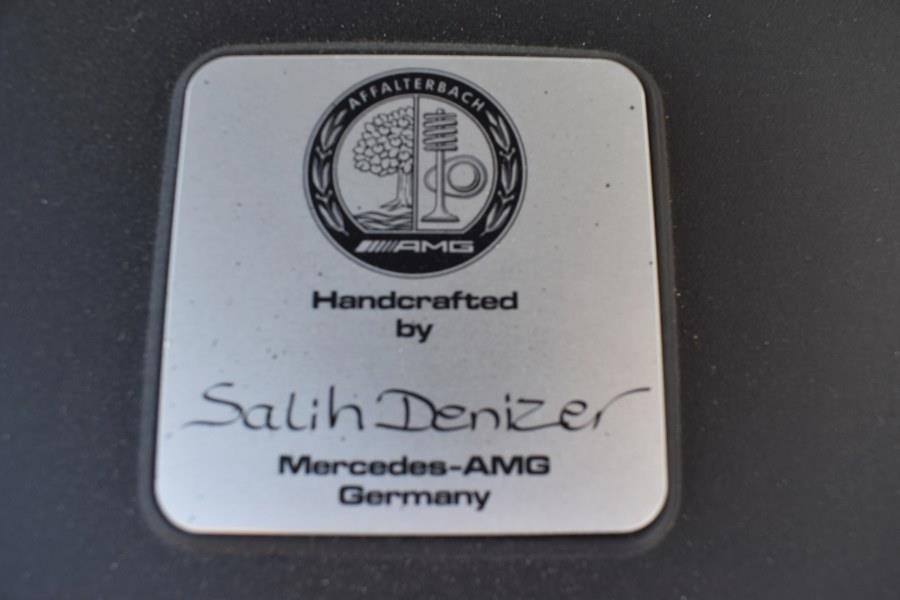 AFFALTERBACH
AMG
Handcrafted
by
Salih Denizer
Mercedes-AMG
Germany